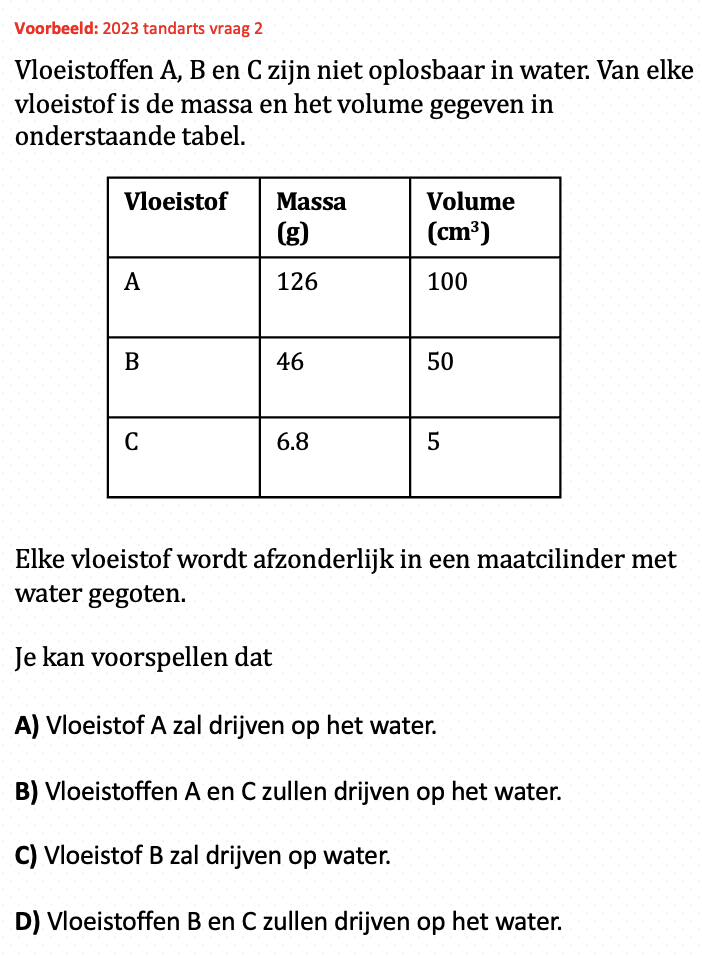 Voorbeeld: 2023 tandarts vraag 2
Vloeistoffen A, B en C zijn niet oplosbaar in water. Van elke
vloeistof is de massa en het volume gegeven in
onderstaande tabel.
Vloeistof Massa (g) Volume (cm³)
A 126 100
B 46 50
C 6.8 5
Elke vloeistof wordt afzonderlijk in een maatcilinder met
water gegoten.
Je kan voorspellen dat
A) Vloeistof A zal drijven op het water.
B) Vloeistoffen A en C zullen drijven op het water.
C) Vloeistof B zal drijven op water.
D) Vloeistoffen B en C zullen drijven op het water.